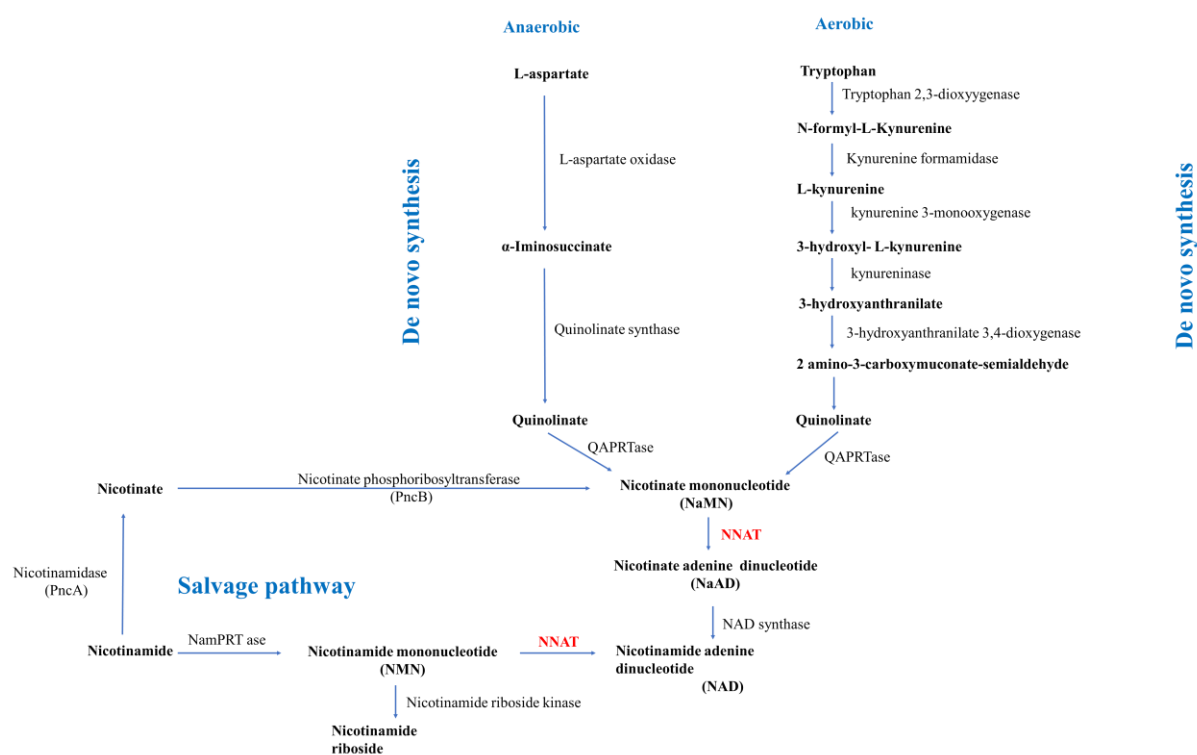 Anaerobic
Aerobic
L-aspartate
Tryptophan
Tryptophan 2,3-dioxyygenase
N-formyl-L-Kynurenine
L-aspartate oxidase
Kynurenine formamidase
L-kynurenine
kynurenine 3-monooxygenase
De novo synthesis
De novo synthesis
α-Iminosuccinate
3-hydroxyl- L-kynurenine
kynureninase
3-hydroxyanthranilate
Quinolinate synthase
3-hydroxyanthranilate 3,4-dioxygenase
2 amino-3-carboxymuconate-semialdehyde
Quinolinate
Quinolinate
QAPRTase
QAPRTase
Nicotinate
Nicotinate phosphoribosyltransferase
(PncB)
Nicotinate mononucleotide
(NaMN)
NNAT
Nicotinamidase
(PncA)
Salvage pathway
Nicotinate adenine dinucleotide
(NaAD)
NAD synthase
Nicotinamide
NamPRT ase
Nicotinamide mononucleotide
(NMN)
NNAT
Nicotinamide adenine
dinucleotide
(NAD)
Nicotinamide riboside kinase
Nicotinamide
riboside